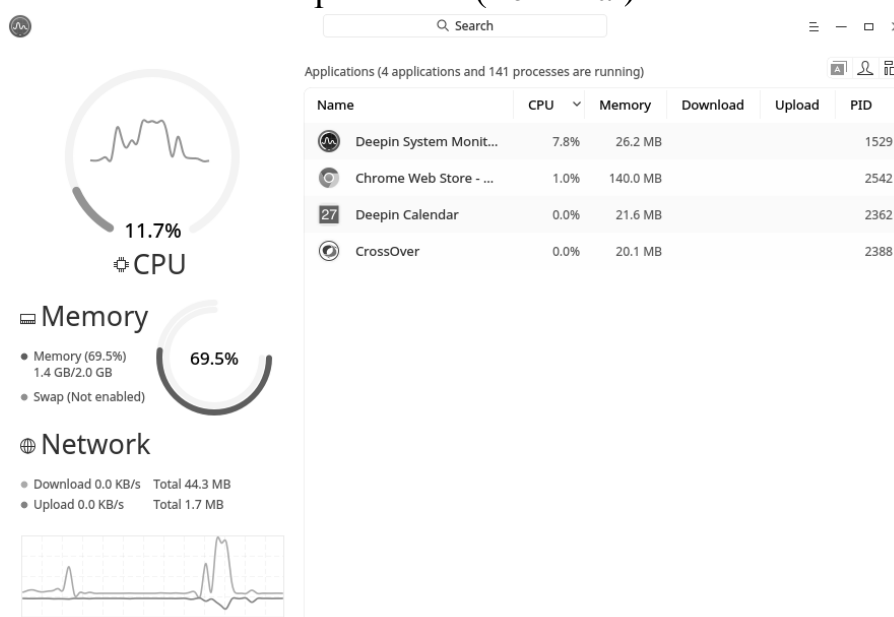 Search
Applications (4 applications and 141 processes are running)
Name CPU Memory Download Upload PID
Deepin System Monit... 7.8% 26.2 MB 1529
Chrome Web Store - ... 1.0% 140.0 MB 2542
27 Deepin Calendar 0.0% 21.6 MB 2362
CrossOver 0.0% 20.1 MB 2388
11.7%
CPU
Memory
Memory (69.5%)
1.4 GB/2.0 GB
Swap (Not enabled)
69.5%
Network
Download 0.0 KB/s Total 44.3 MB
Upload 0.0 KB/s Total 1.7 MB